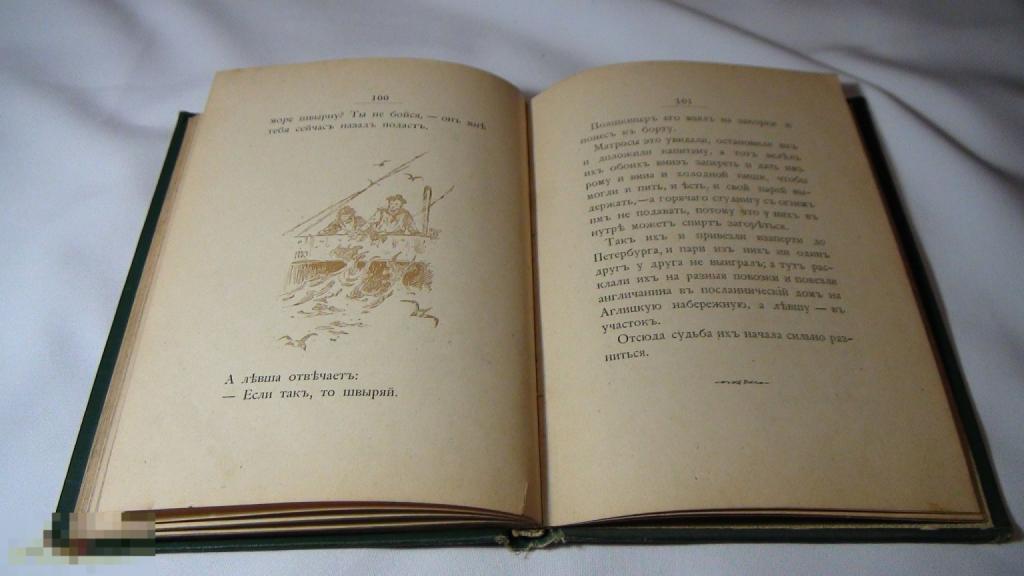 100
море швырну? Ты не бойся, — онъ мнѣ
тебя сейчасъ назадъ подастъ.
А лѣвша отвѣчаетъ:
— Если такъ, то швыряй.
101
Полшкиперъ его взялъ на закорки и
понесъ къ борту.
Матросы это увидали, остановили ихъ
и доложили капитану, а тотъ велѣлъ
ихъ обоихъ внизъ запереть и дать имъ
рому и вина и холодной пищи, чтобы
могли и пить, и ѣсть, и свой парей вы-
держать,—а горячаго студингу съ огнемъ
имъ не подавать, потому что у нихъ въ
нутрѣ можетъ спиртъ загорѣться.
Такъ ихъ и привезли взаперти до
Петербурга, и пари изъ нихъ ни одинъ
другъ у друга не выигралъ; а тутъ рас-
клали ихъ на разныя повозки и повезли
англичанина въ посланническій домъ на
Аглицкую набережную, а лѣвшу — въ
участокъ.
Отсюда судьба ихъ начала сильно раз-
ниться.